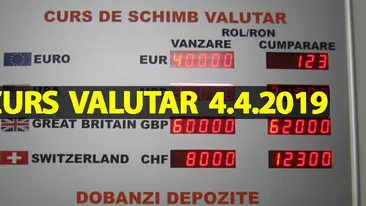 CURS DE SCHIMB VALUTAR
ROL/RON
VANZARE CUMPARARE
EURO EUR 40000 123
CURS VALUTAR 4.4.2019
GREAT BRITAIN GBP 60000 62000
SWITZERLAND CHF 8000 12300
DOBANZI DEPOZITE